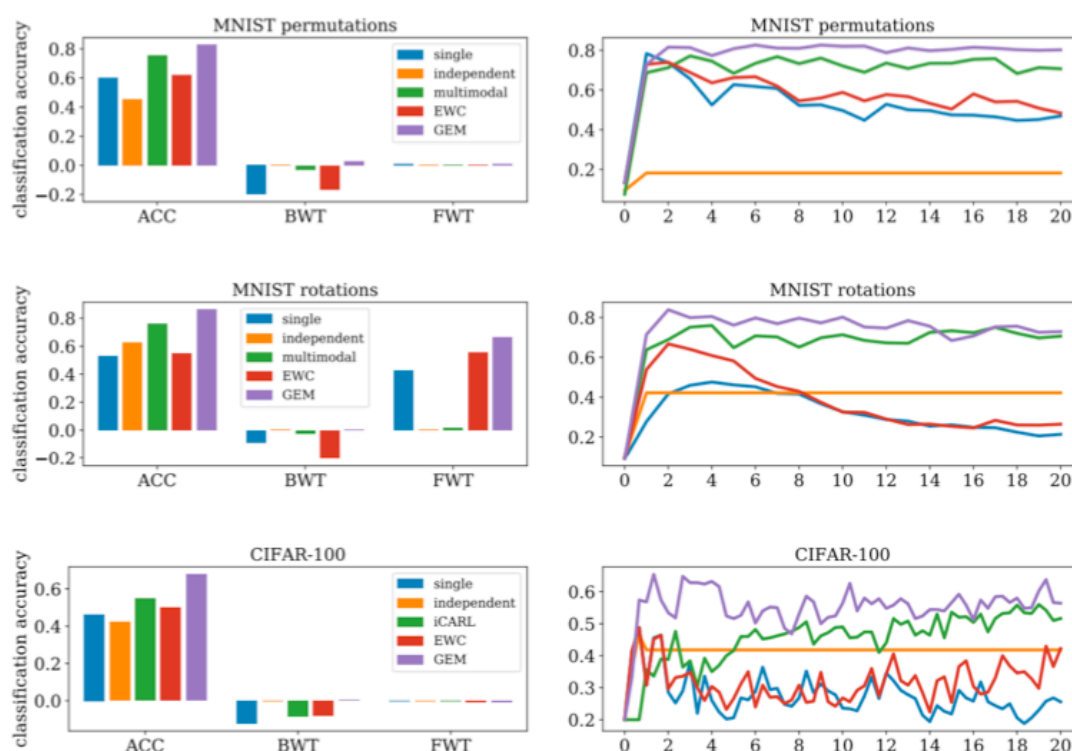 MNIST permutations
classification accuracy
0.8
0.6
0.4
0.2
0.0
−0.2
single
independent
multimodal
EWC
GEM
ACC BWT FWT
MNIST permutations
0.8
0.6
0.4
0.2
0 2 4 6 8 10 12 14 16 18 20
MNIST rotations
classification accuracy
0.8
0.6
0.4
0.2
0.0
−0.2
single
independent
multimodal
EWC
GEM
ACC BWT FWT
MNIST rotations
0.8
0.6
0.4
0.2
0 2 4 6 8 10 12 14 16 18 20
CIFAR-100
classification accuracy
0.6
0.4
0.2
0.0
single
independent
iCARL
EWC
GEM
ACC BWT FWT
CIFAR-100
0.6
0.5
0.4
0.3
0.2
0 2 4 6 8 10 12 14 16 18 20